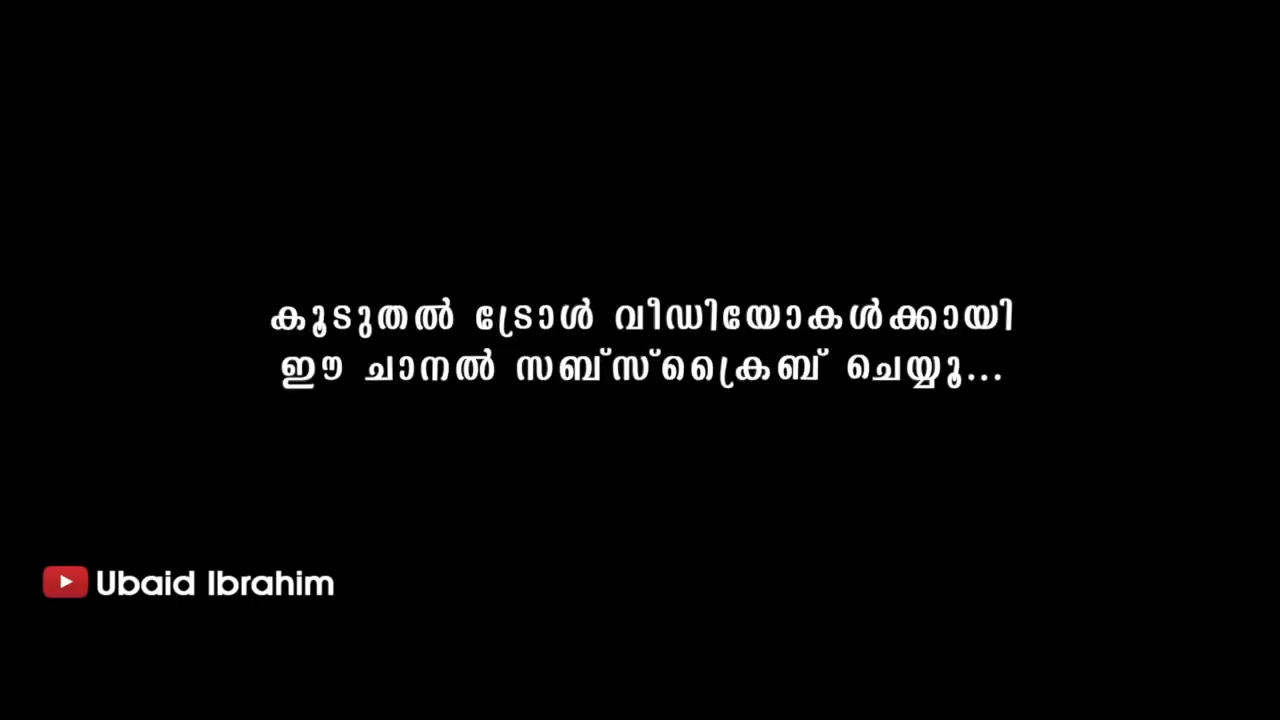 കൂടുതൽ ട്രോൾ വീഡിയോകൾക്കായി
ഈ ചാനൽ സബ്സ്ക്രൈബ് ചെയ്യൂ...
Ubaid Ibrahim